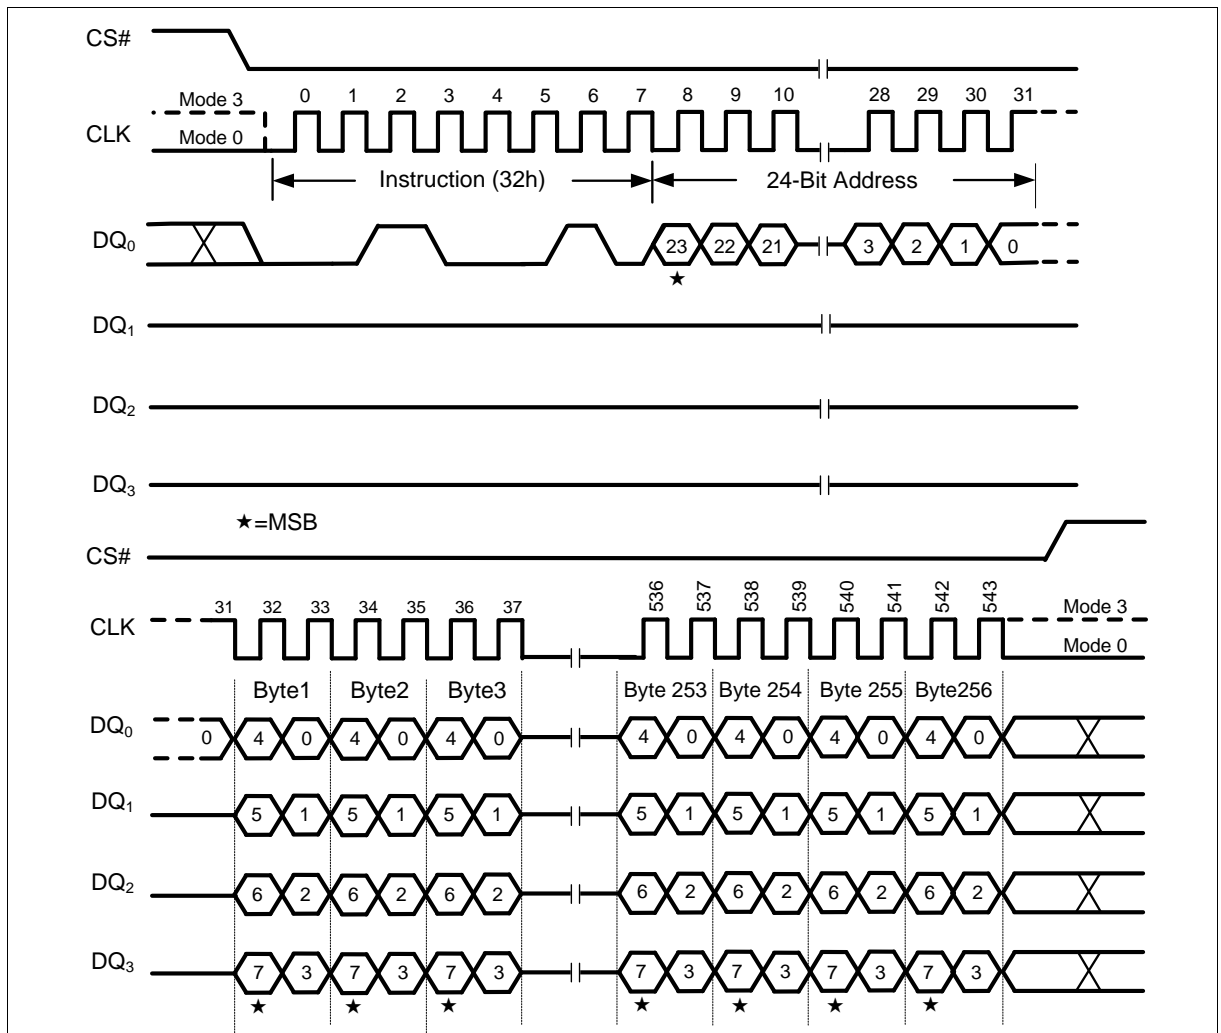 CS#
Mode 3
0 1 2 3 4 5 6 7 8 9 10 28 29 30 31
CLK
Mode 0
Instruction (32h) 24-Bit Address
DQ0
23 22 21 3 2 1 0
★
DQ1
DQ2
DQ3
★=MSB
CS#
31 32 33 34 35 36 37 536 537 538 539 540 541 542 543
Mode 3
CLK
Mode 0
Byte1 Byte2 Byte3 Byte 253 Byte 254 Byte 255 Byte256
DQ0
0 4 0 4 0 4 0 4 0 4 0 4 0 4 0
DQ1
5 1 5 1 5 1 5 1 5 1 5 1 5 1
DQ2
6 2 6 2 6 2 6 2 6 2 6 2 6 2
DQ3
7 3 7 3 7 3 7 3 7 3 7 3 7 3
★ ★ ★ ★ ★ ★ ★